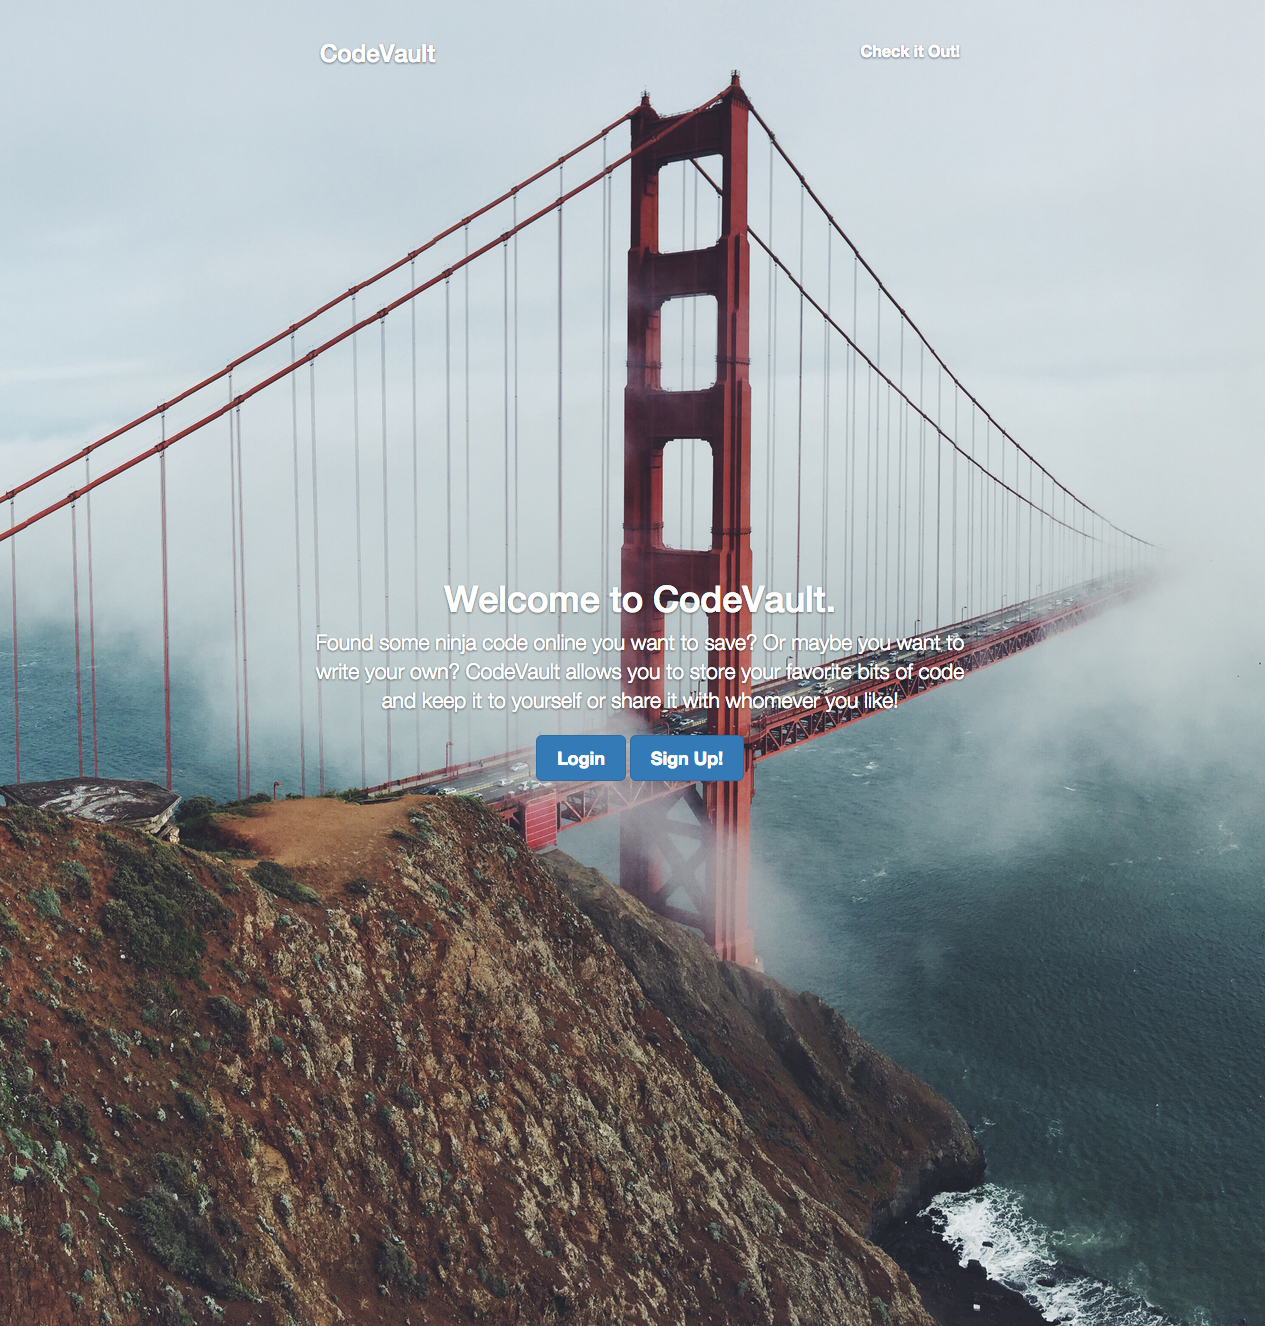 CodeVault
Check it Out!
Welcome to CodeVault.
Found some ninja code online you want to save? Or maybe you want to
write your own? CodeVault allows you to store your favorite bits of code
and keep it to yourself or share it with whomever you like!
Login
Sign Up!